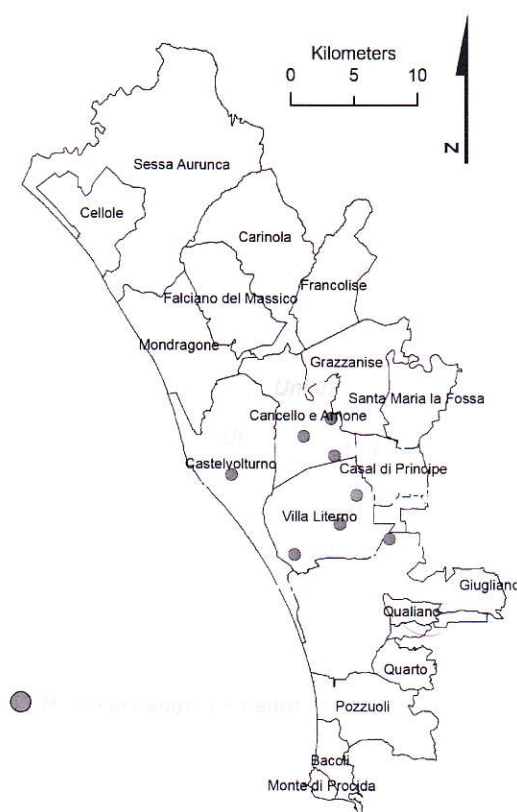 Kilometers
0 5 10
N
Sessa Aurunca
Cellole
Carinola
Francolise
Falciano del Massico
Mondragone
Grazzanise
Santa Maria la Fossa
Cancello e Arnone
Castelvolturno
Casal di Principe
Villa Literno
Giugliano
Qualiano
Quarto
Pozzuoli
Bacoli
Monte di Procida